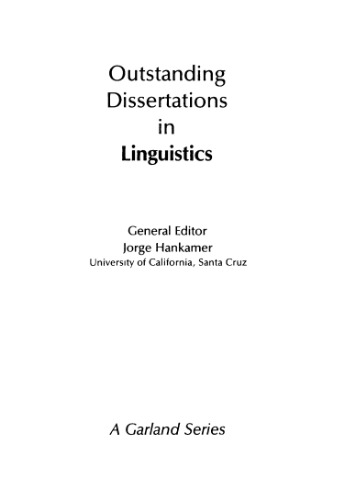 Outstanding
Dissertations
in
Linguistics
General Editor
Jorge Hankamer
University of California, Santa Cruz
A Garland Series